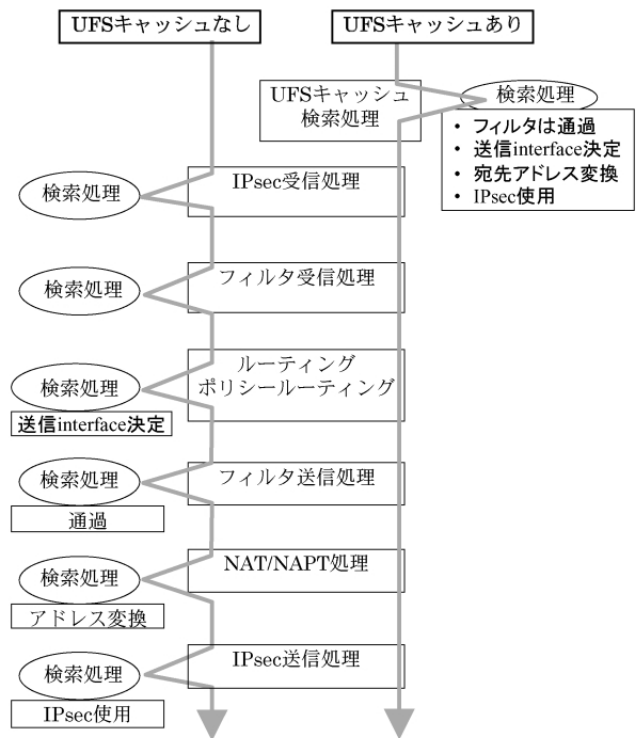 UFSキャッシュなし
UFSキャッシュあり
UFSキャッシュ
検索処理
検索処理
• フィルタは通過
• 送信interface決定
• 宛先アドレス変換
• IPsec使用
IPsec受信処理
検索処理
フィルタ受信処理
検索処理
ルーティング
ポリシールーティング
検索処理
送信interface決定
フィルタ送信処理
検索処理
通過
NAT/NAPT処理
検索処理
アドレス変換
IPsec送信処理
検索処理
IPsec使用